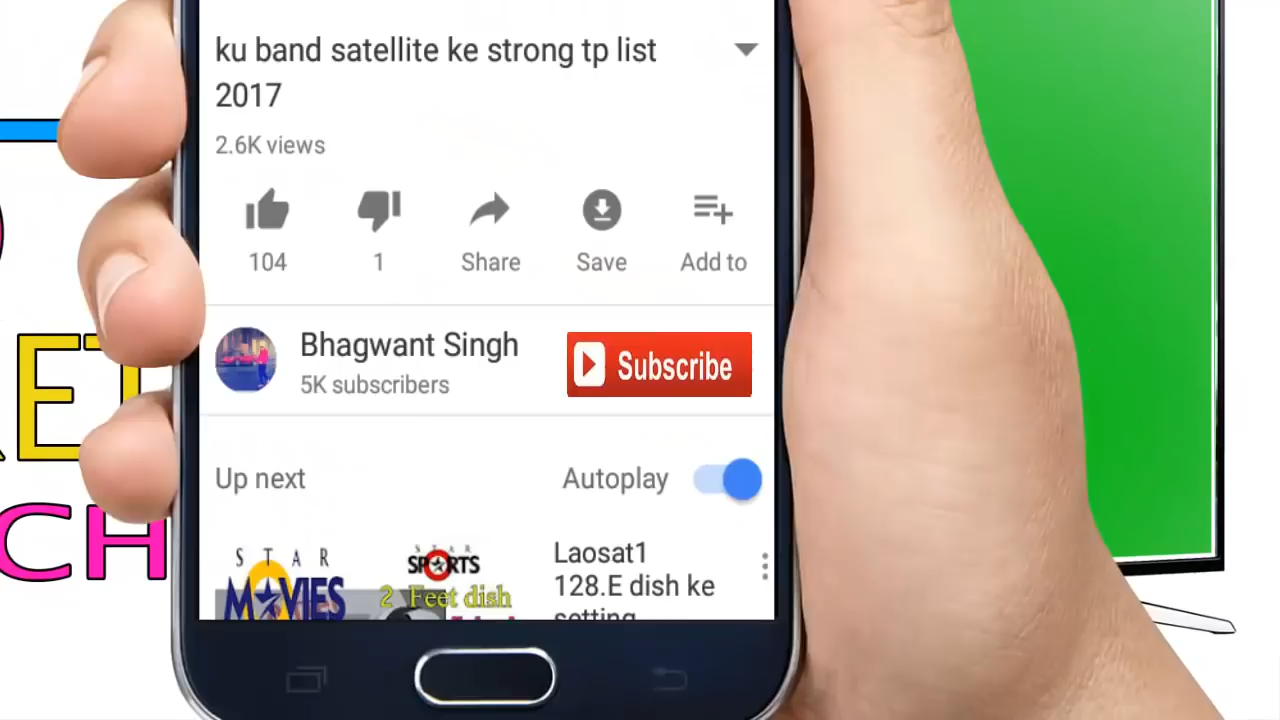 ku band satellite ke strong tp list
2017
2.6K views
104
1
Share
Save
Add to
Bhagwant Singh
5K subscribers
Subscribe
Up next
Autoplay
STAR
MOVIES
STAR
SPORTS
2 Feet dish
Laosat1
128.E dish ke
setting
E
CH